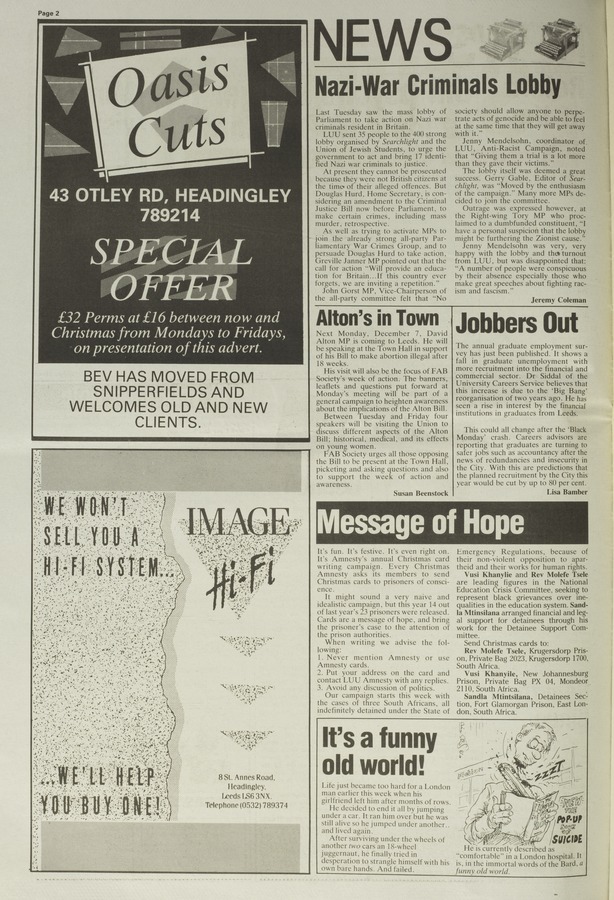 Page 2
Oasis
Cuts
43 OTLEY RD, HEADINGLEY
789214
SPECIAL
OFFER
£32 Perms at £16 between now and
Christmas from Mondays to Fridays,
on presentation of this advert.
BEV HAS MOVED FROM
SNIPPERFIELDS AND
WELCOMES OLD AND NEW
CLIENTS.
WE WON'T
SELL YOU A
HI-FI SYSTEM...
IMAGE
Hi-Fi
...WE'LL HELP
YOU BUY ONE!
8 St. Annes Road,
Headingley,
Leeds LS6 3NX.
Telephone (0532) 789374
NEWS
Nazi-War Criminals Lobby
Last Tuesday saw the mass lobby of
Parliament to take action on Nazi war
criminals resident in Britain.
LUU sent 35 people to the 400 strong
lobby organised by Searchlight and the
Union of Jewish Students, to urge the
government to act and bring 17 identi-
fied Nazi war criminals to justice.
At present they cannot be prosecuted
because they were not British citizens at
the time of their alleged offences. But
Douglas Hurd, Home Secretary, is con-
sidering an amendment to the Criminal
Justice Bill now before Parliament, to
make certain crimes, including mass
murder, retrospective.
As well as trying to activate MPs to
join the already strong all-party Par-
liamentary War Crimes Group, and to
persuade Douglas Hurd to take action,
Greville Janner MP pointed out that the
call for action "Will provide an educa-
tion for Britain...If this country ever
forgets, we are inviting a repetition."
John Gorst MP, Vice-Chairperson of
the all-party committee felt that "No
society should allow anyone to perpe-
trate acts of genocide and be able to feel
at the same time that they will get away
with it."
Jenny Mendelsohn, coordinator of
LUU, Anti-Racist Campaign, noted
that "Giving them a trial is a lot more
than they gave their victims."
The lobby itself was deemed a great
success. Gerry Gable, Editor of Sear-
chlight, was "Moved by the enthusiasm
of the campaign." Many more MPs de-
cided to join the committee.
Outrage was expressed however, at
the Right-wing Tory MP who proc-
laimed to a dumbfounded constituent, "I
have a personal suspicion that the lobby
might be furthering the Zionist cause."
Jenny Mendelsohn was very, very
happy with the lobby and the turnout
from LUU, but was disappointed that:
"A number of people were conspicuous
by their absence especially those who
make great speeches about fighting rac-
ism and fascism."
Jeremy Coleman
Alton's in Town
Next Monday, December 7, David
Alton MP is coming to Leeds. He will
be speaking at the Town Hall in support
of his Bill to make abortion illegal after
18 weeks.
His visit will also be the focus of FAB
Society's week of action. The banners,
leaflets and questions put forward at
Monday's meeting will be part of a
general campaign to heighten awareness
about the implications of the Alton Bill.
Between Tuesday and Friday four
speakers will be visiting the Union to
discuss different aspects of the Alton
Bill; historical, medical, and its effects
on young women.
FAB Society urges all those opposing
the Bill to be present at the Town Hall,
picketing and asking questions and also
to support the week of action and
awareness.
Susan Beenstock
Jobbers Out
The annual graduate employment sur-
vey has just been published. It shows a
fall in graduate unemployment with
more recruitment into the financial and
commercial sector. Dr Siddal of the
University Careers Service believes that
this increase is due to the 'Big Bang'
reorganisation of two years ago. He has
seen a rise in interest by the financial
institutions in graduates from Leeds.
This could all change after the 'Black
Monday' crash. Careers advisors are
reporting that graduates are turning to
safer jobs such as accountancy after the
news of redundancies and insecurity in
the City. With this are predictions that
the planned recruitment by the City this
year would be cut by up to 80 per cent.
Lisa Bamber
Message of Hope
It's fun. It's festive. It's even right on.
It's Amnesty's annual Christmas card
writing campaign. Every Christmas
Amnesty asks its members to send
Christmas cards to prisoners of consci-
ence.
It might sound a very naive and
idealistic campaign, but this year 14 out
of last year's 23 prisoners were released.
Cards are a message of hope, and bring
the prisoner's case to the attention of
the prison authorities.
When writing we advise the fol-
lowing:
1. Never mention Amnesty or use
Amnesty cards.
2. Put your address on the card and
contact LUU Amnesty with any replies.
3. Avoid any discussion of politics.
Our campaign starts this week with
the cases of three South Africans, all
indefinitely detained under the State of
Emergency Regulations, because of
their non-violent opposition to apar-
theid and their works for human rights.
Vusi Khanylie and Rev Molefe Tsele
are leading figures in the National
Education Crisis Committee, seeking to
represent black grievances over ine-
qualities in the education system. Sand-
la Mtinsilana arranged financial and leg-
al support for detainees through his
work for the Detainee Support Com-
mittee.
Send Christmas cards to:
Rev Molefe Tsele, Krugersdorp Pris-
on, Private Bag 2023, Krugersdorp 1700,
South Africa.
Vusi Khanyile, New Johannesburg
Prison, Private Bag PX 04, Mondeor
2110, South Africa.
Sandla Mtintsilana, Detainees Sec-
tion, Fort Glamorgan Prison, East Lon-
don, South Africa.
It's a funny
old world!
Life just became too hard for a London
man earlier this week when his
girlfriend left him after months of rows.
He decided to end it all by jumping
under a car. It ran him over but he was
still alive so he jumped under another...
and lived again.
After surviving under the wheels of
another two cars an 18-wheel
juggernaut, he finally tried in
desperation to strangle himself with his
own bare hands. And failed.
ZZZT
POP-UP
SUICIDE
He is currently described as
"comfortable" in a London hospital. It
is, in the immortal words of the Bard, a
funny old world.